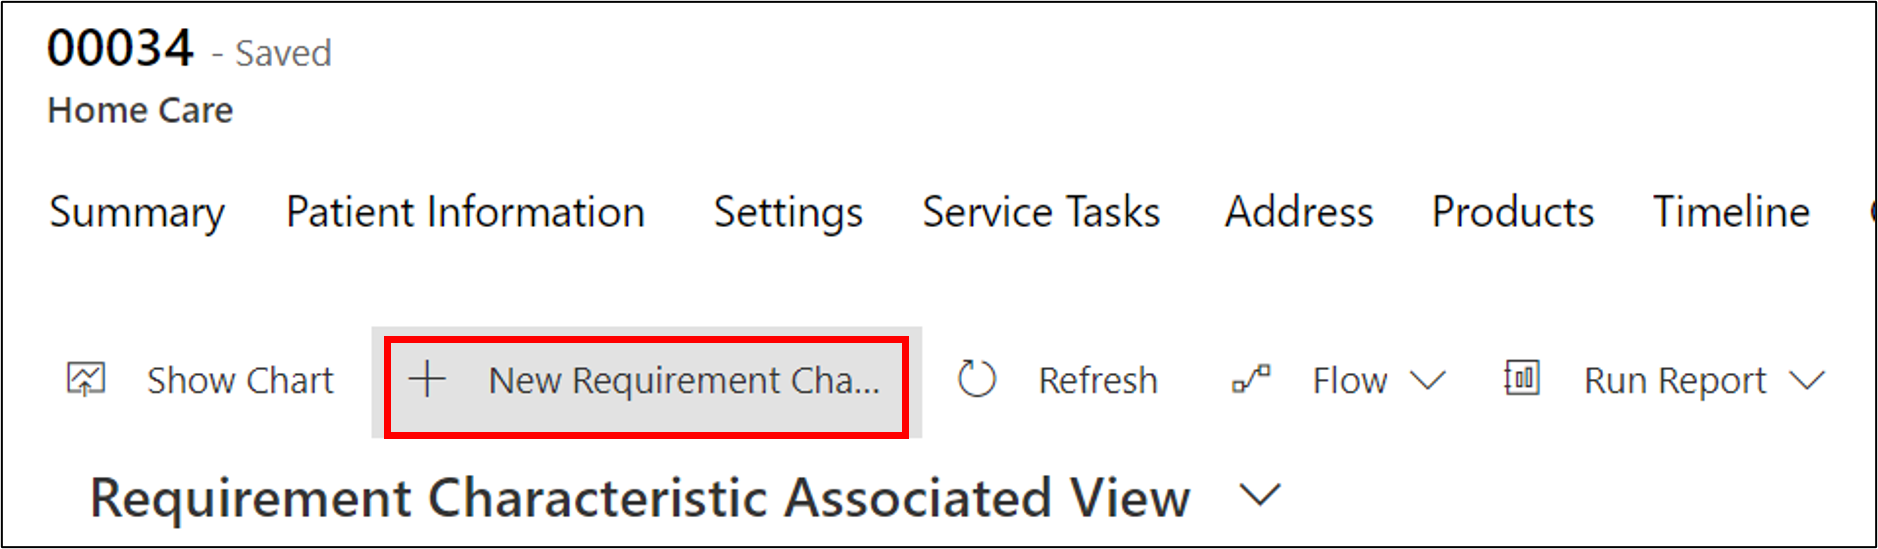 00034 - Saved
Home Care
Summary Patient Information Settings Service Tasks Address Products Timeline
Show Chart New Requirement Cha... Refresh Flow Run Report
Requirement Characteristic Associated View